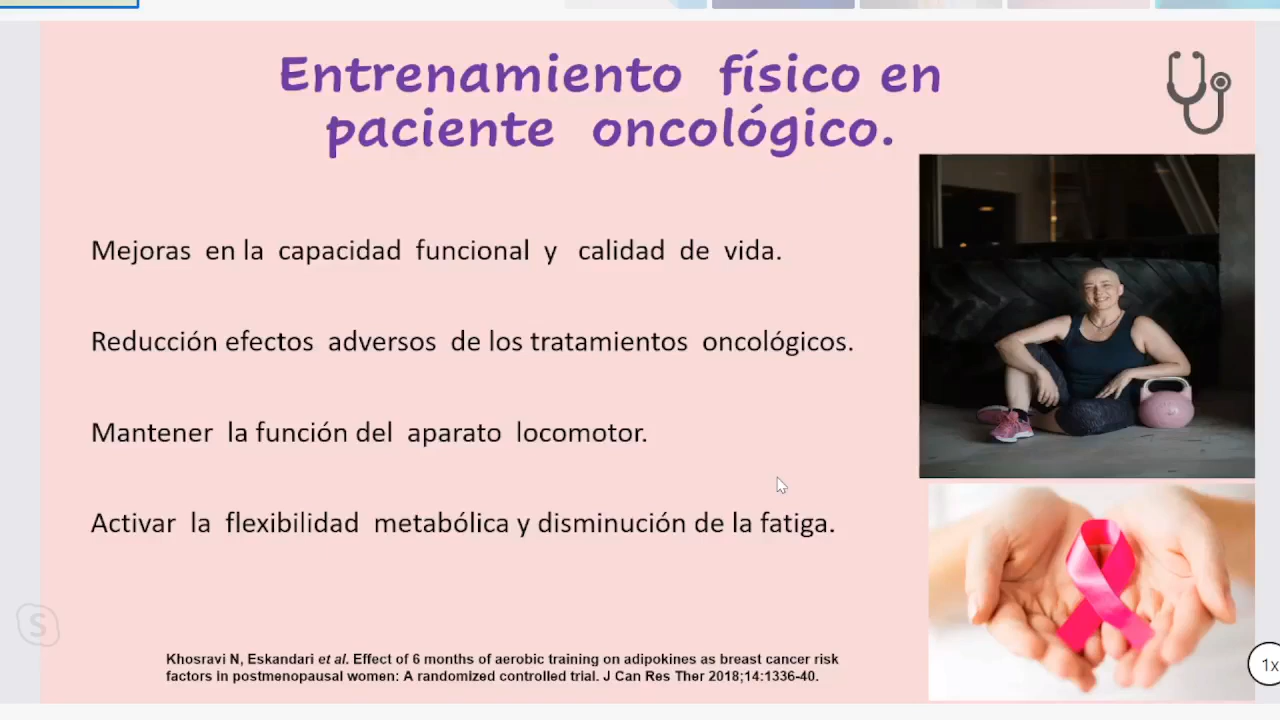 Entrenamiento físico en
paciente oncológico.
Mejoras en la capacidad funcional y calidad de vida.
Reducción efectos adversos de los tratamientos oncológicos.
Mantener la función del aparato locomotor.
Activar la flexibilidad metabólica y disminución de la fatiga.
S
Khosravi N, Eskandari et al. Effect of 6 months of aerobic training on adipokines as breast cancer risk
factors in postmenopausal women: A randomized controlled trial. J Can Res Ther 2018;14:1336-40.
1x